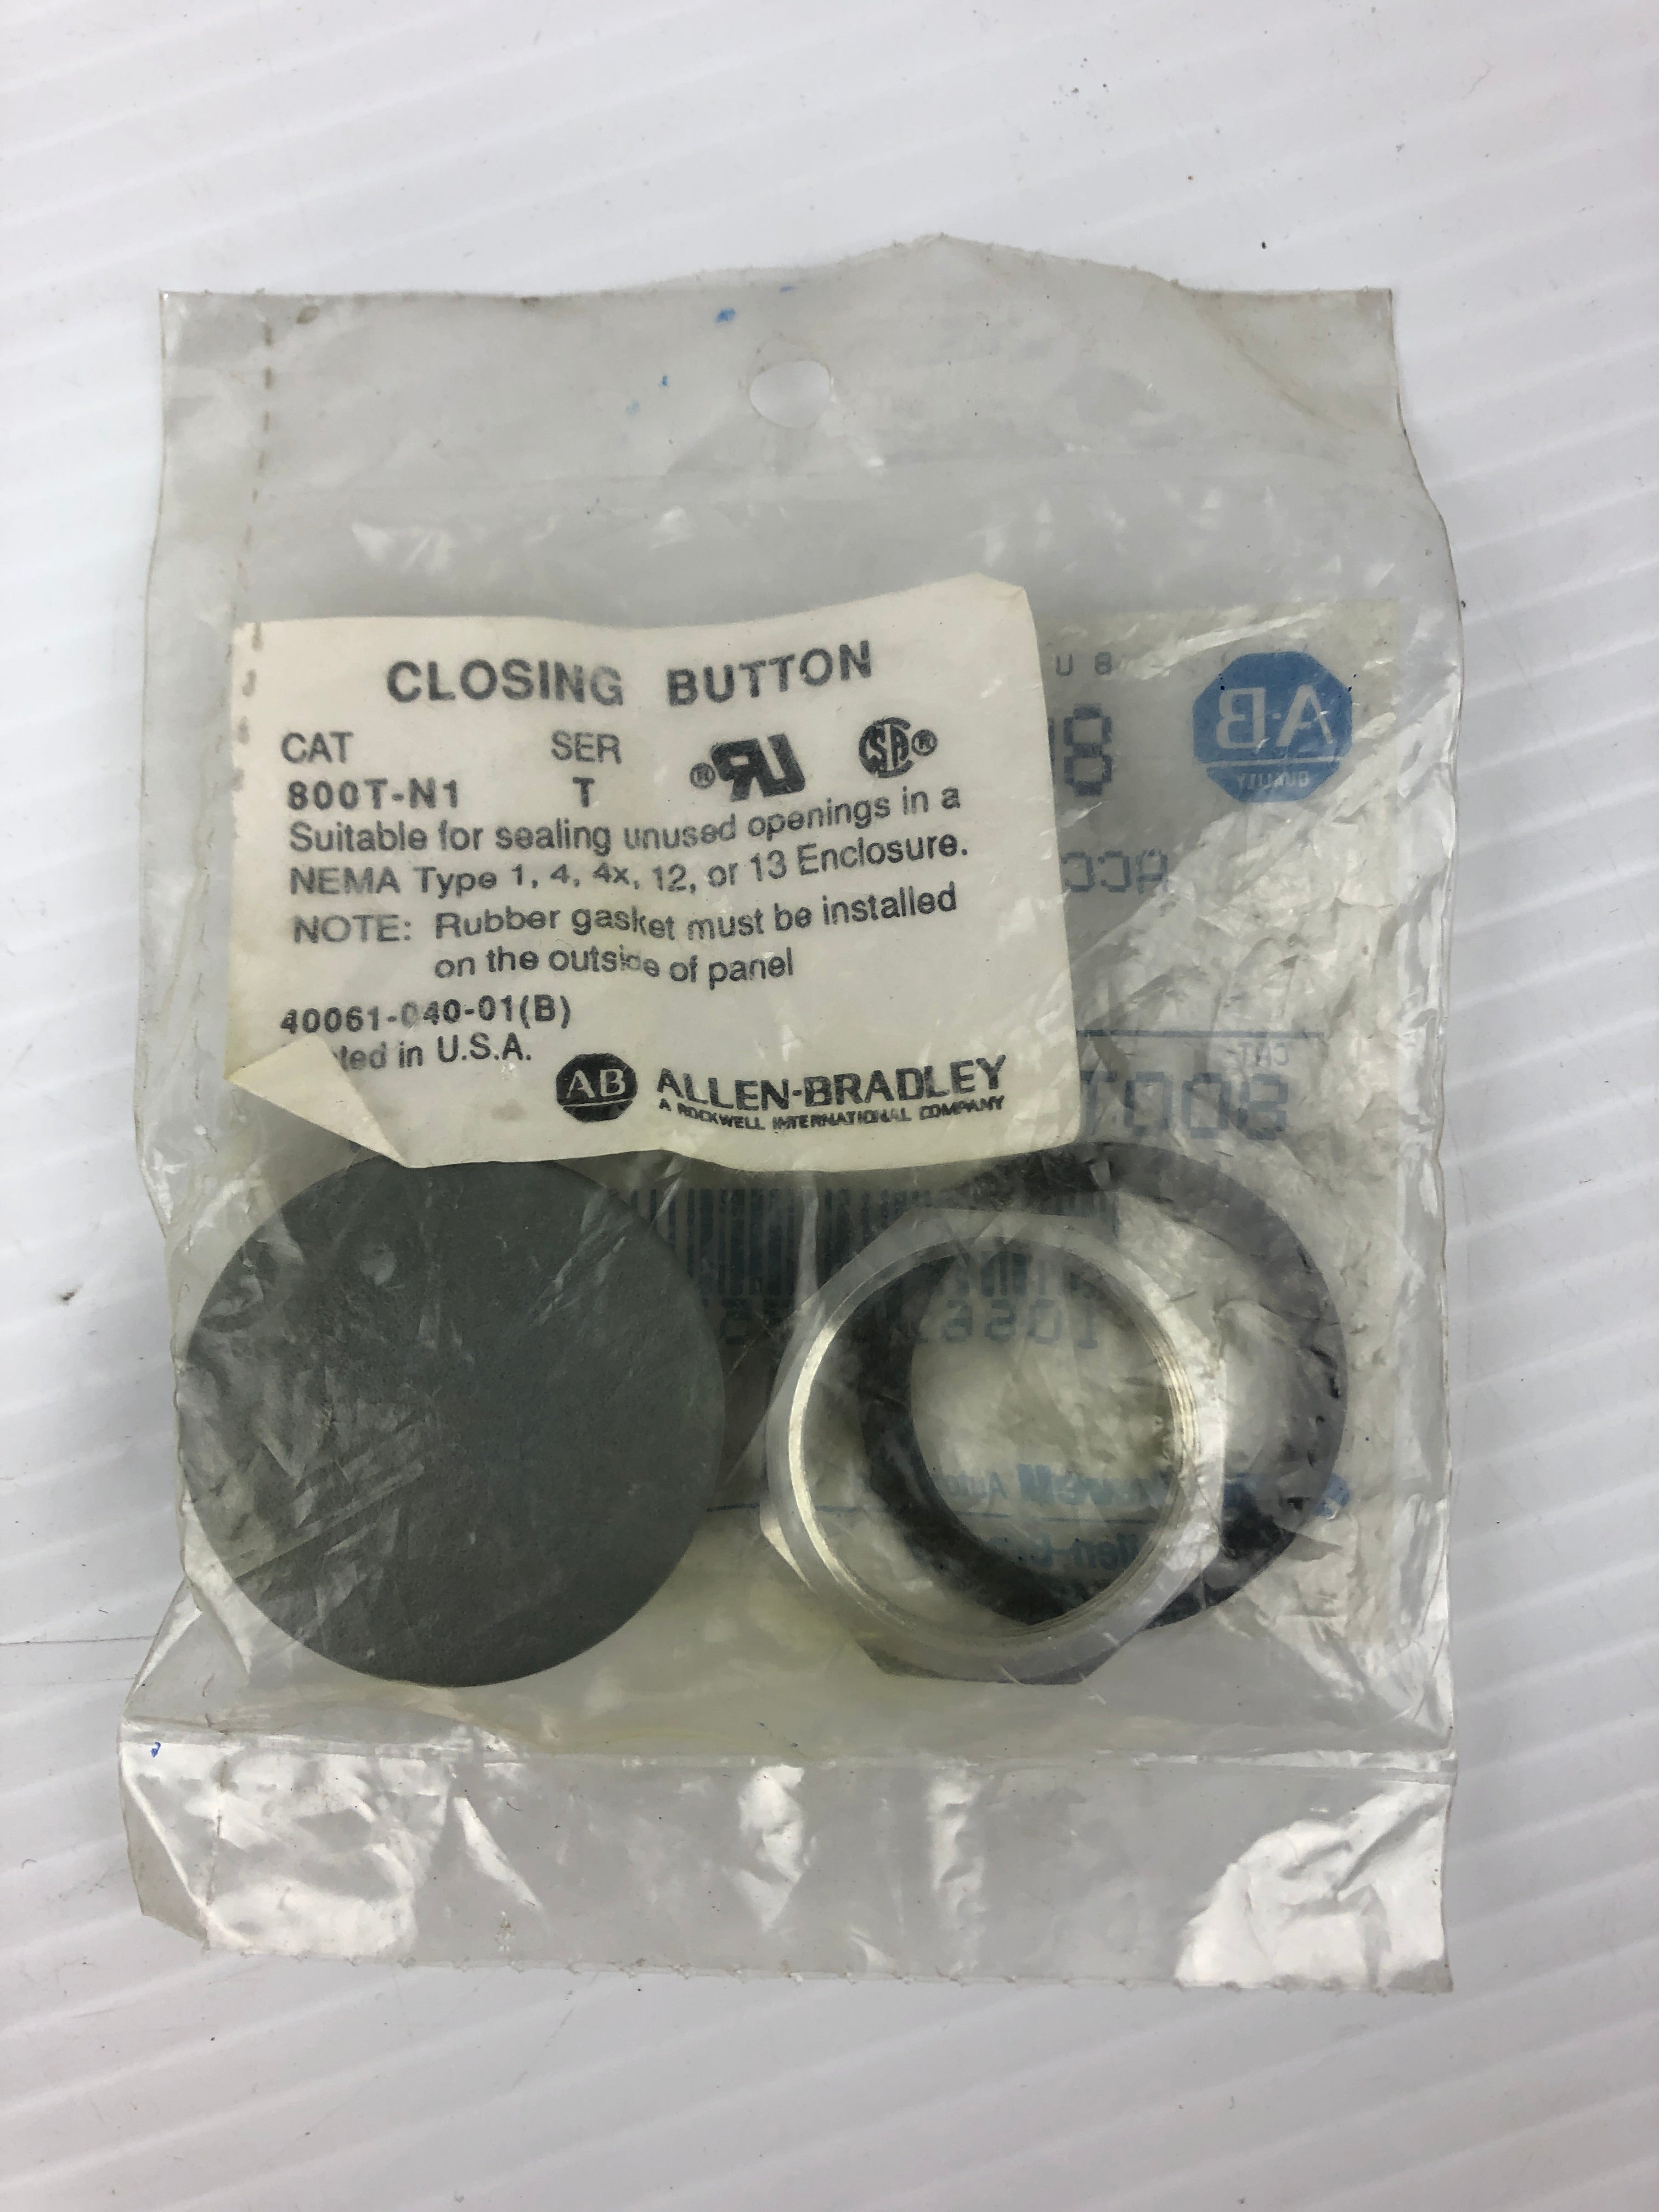 CLOSING BUTTON
CAT SER
800T-N1 T
Suitable for sealing unused openings in a
NEMA Type 1, 4, 4x, 12, or 13 Enclosure.
NOTE: Rubber gasket must be installed
on the outside of panel
40061-040-01(B)
in U.S.A.
AB ALLEN-BRADLEY
A ROCKWELL INTERNATIONAL COMPANY
A-B
QUALITY
CAT